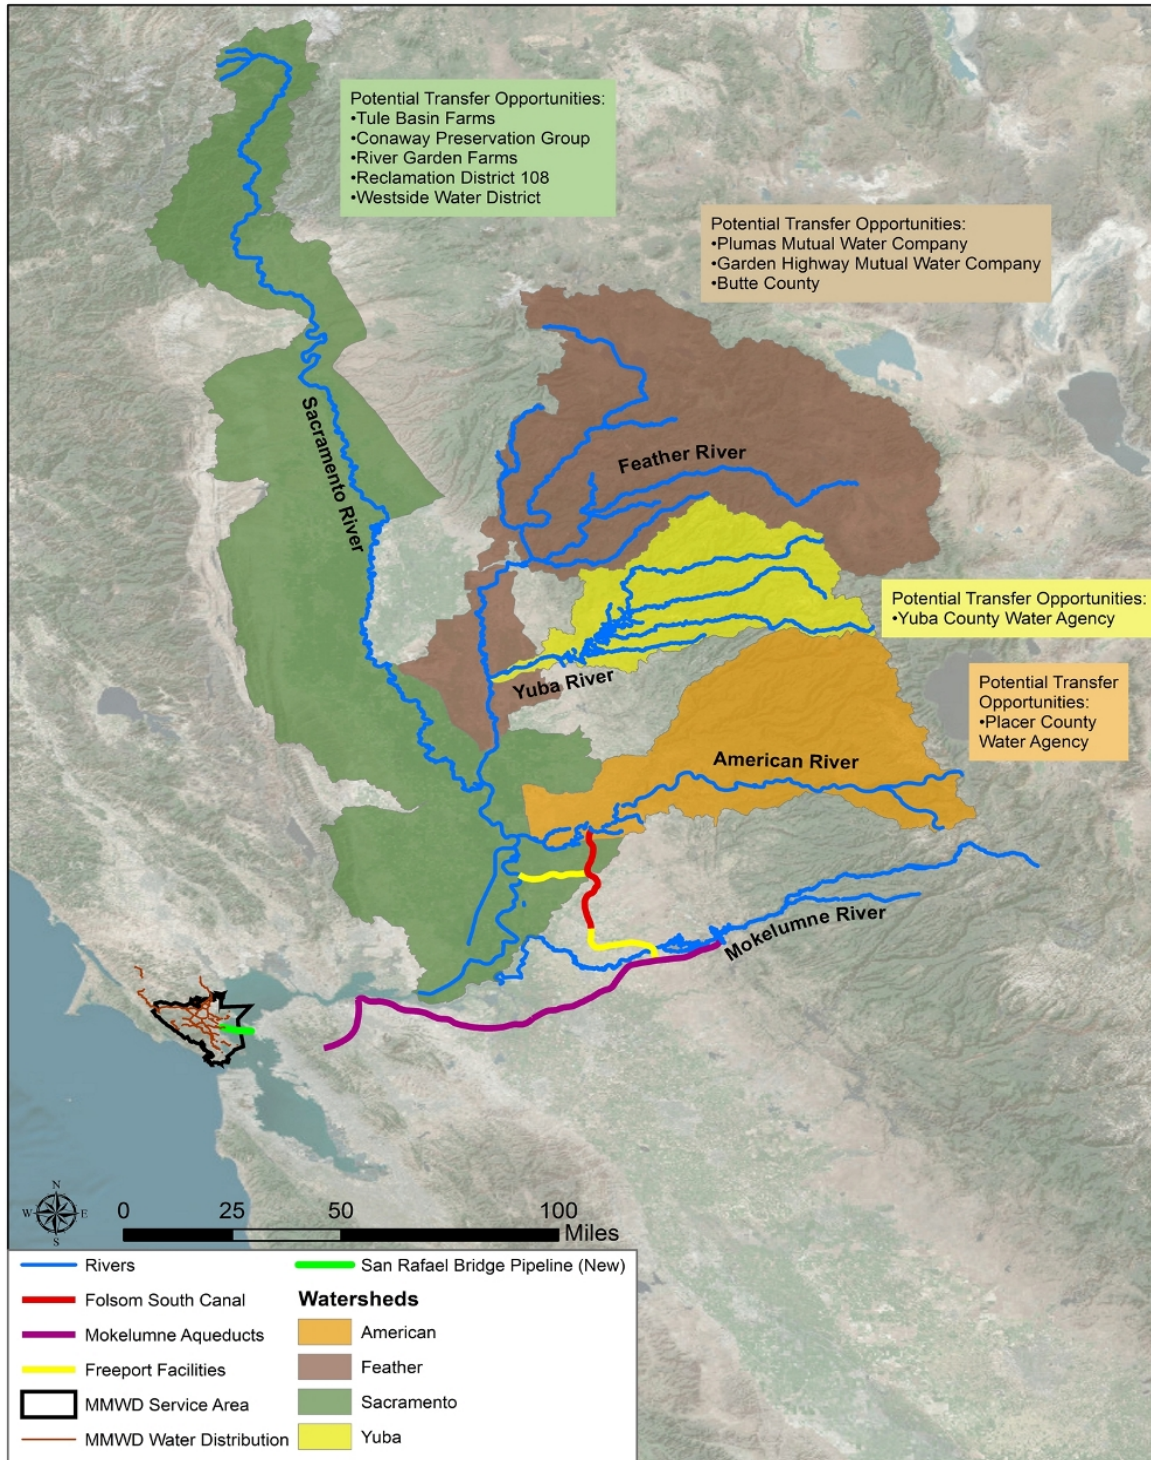 Potential Transfer Opportunities:
•Tule Basin Farms
•Conaway Preservation Group
•River Garden Farms
•Reclamation District 108
•Westside Water District
Potential Transfer Opportunities:
•Plumas Mutual Water Company
•Garden Highway Mutual Water Company
•Butte County
Sacramento River
Feather River
Potential Transfer Opportunities:
•Yuba County Water Agency
Yuba River
Potential Transfer
Opportunities:
•Placer County
Water Agency
American River
Mokelumne River
N
W E
S
0 25 50 100
Miles
Rivers
Folsom South Canal
Mokelumne Aqueducts
Freeport Facilities
MMWD Service Area
MMWD Water Distribution
San Rafael Bridge Pipeline (New)
Watersheds
American
Feather
Sacramento
Yuba